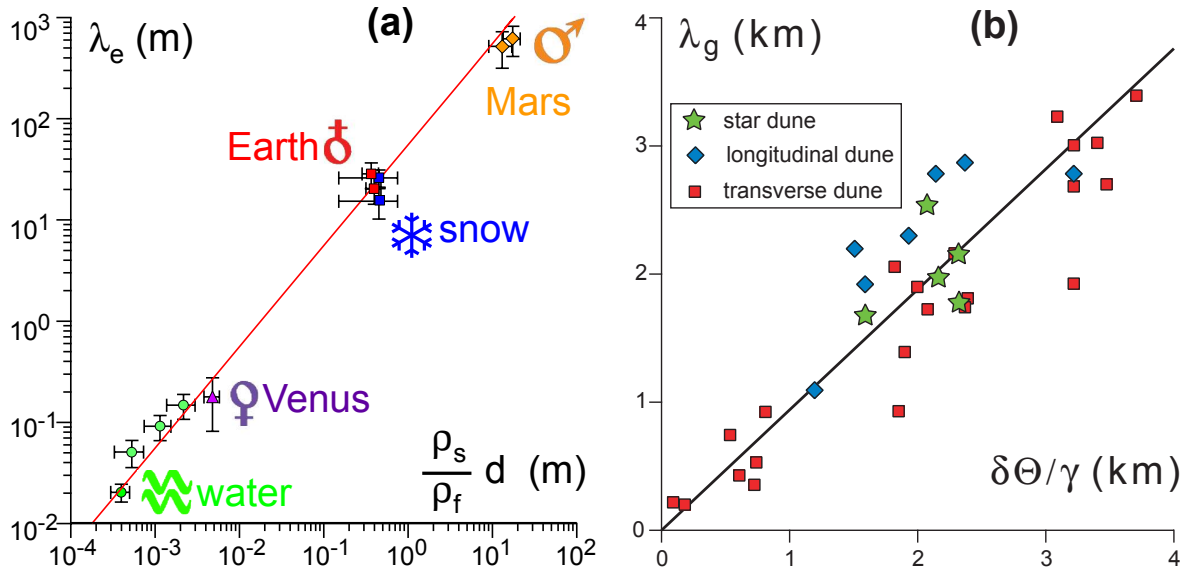 (a)
λe (m)
10³
10²
10¹
10⁰
10⁻¹
10⁻²
Mars
Earth
snow
Venus
water
ρs/ρf d (m)
10⁻⁴ 10⁻³ 10⁻² 10⁻¹ 10⁰ 10¹ 10²
(b)
λg (km)
4
3
2
1
0
star dune
longitudinal dune
transverse dune
δΘ/γ (km)
0 1 2 3 4